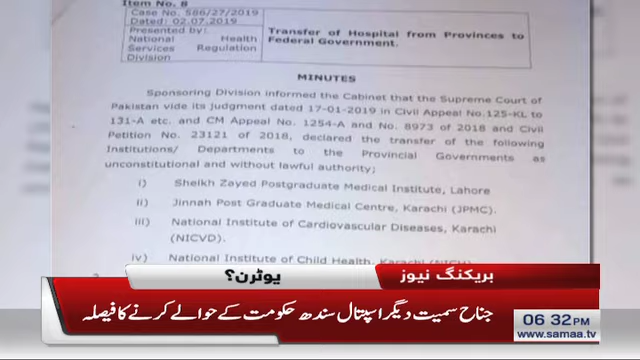 Item No. 8
Case No. 586/27/2019
Dated: 02.07.2019
Presented by:
National Health
Services Regulation
Division
Transfer of Hospital from Provinces to
Federal Government.
MINUTES
Sponsoring Division informed the Cabinet that the Supreme Court of
Pakistan vide its judgment dated 17-01-2019 in Civil Appeal No.125-KL to
131-A etc. and CM Appeal No. 1254-A and No. 8973 of 2018 and Civil
Petition No. 23121 of 2018, declared the transfer of the following
Institutions/ Departments to the Provincial Governments as
unconstitutional and without lawful authority;
i) Sheikh Zayed Postgraduate Medical Institute, Lahore
ii) Jinnah Post Graduate Medical Centre, Karachi (JPMC).
iii) National Institute of Cardiovascular Diseases, Karachi
(NICVD).
iv) National Institute of Child Health, Karachi (NICH)
بریکنگ نیوز
یوٹرن؟
جناح سمیت دیگر اسپتال سندھ حکومت کے حوالے کرنے کا فیصلہ
06:32PM
www.samaa.tv